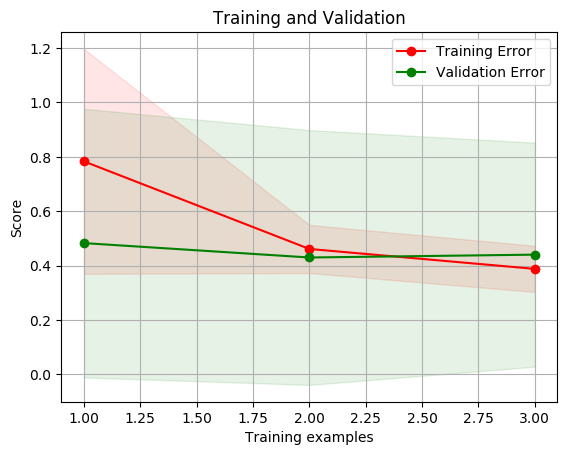 Training and Validation
Training Error
Validation Error
1.2
1.0
0.8
0.6
0.4
0.2
0.0
Score
1.00 1.25 1.50 1.75 2.00 2.25 2.50 2.75 3.00
Training examples